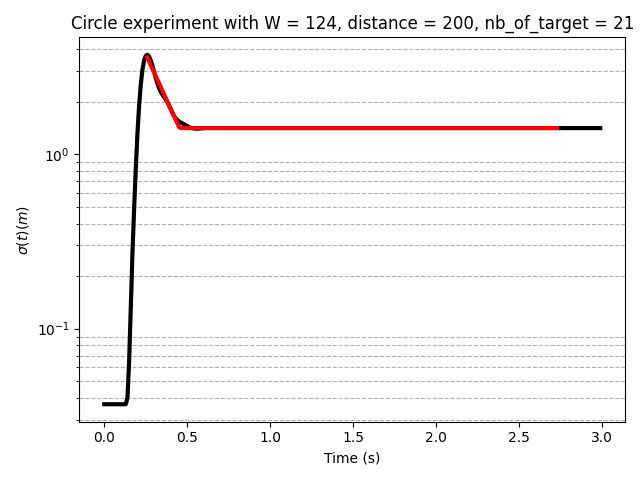 Circle experiment with W = 124, distance = 200, nb_of_target = 21
σ(t)(m)
10⁰
10⁻¹
0.0 0.5 1.0 1.5 2.0 2.5 3.0
Time (s)